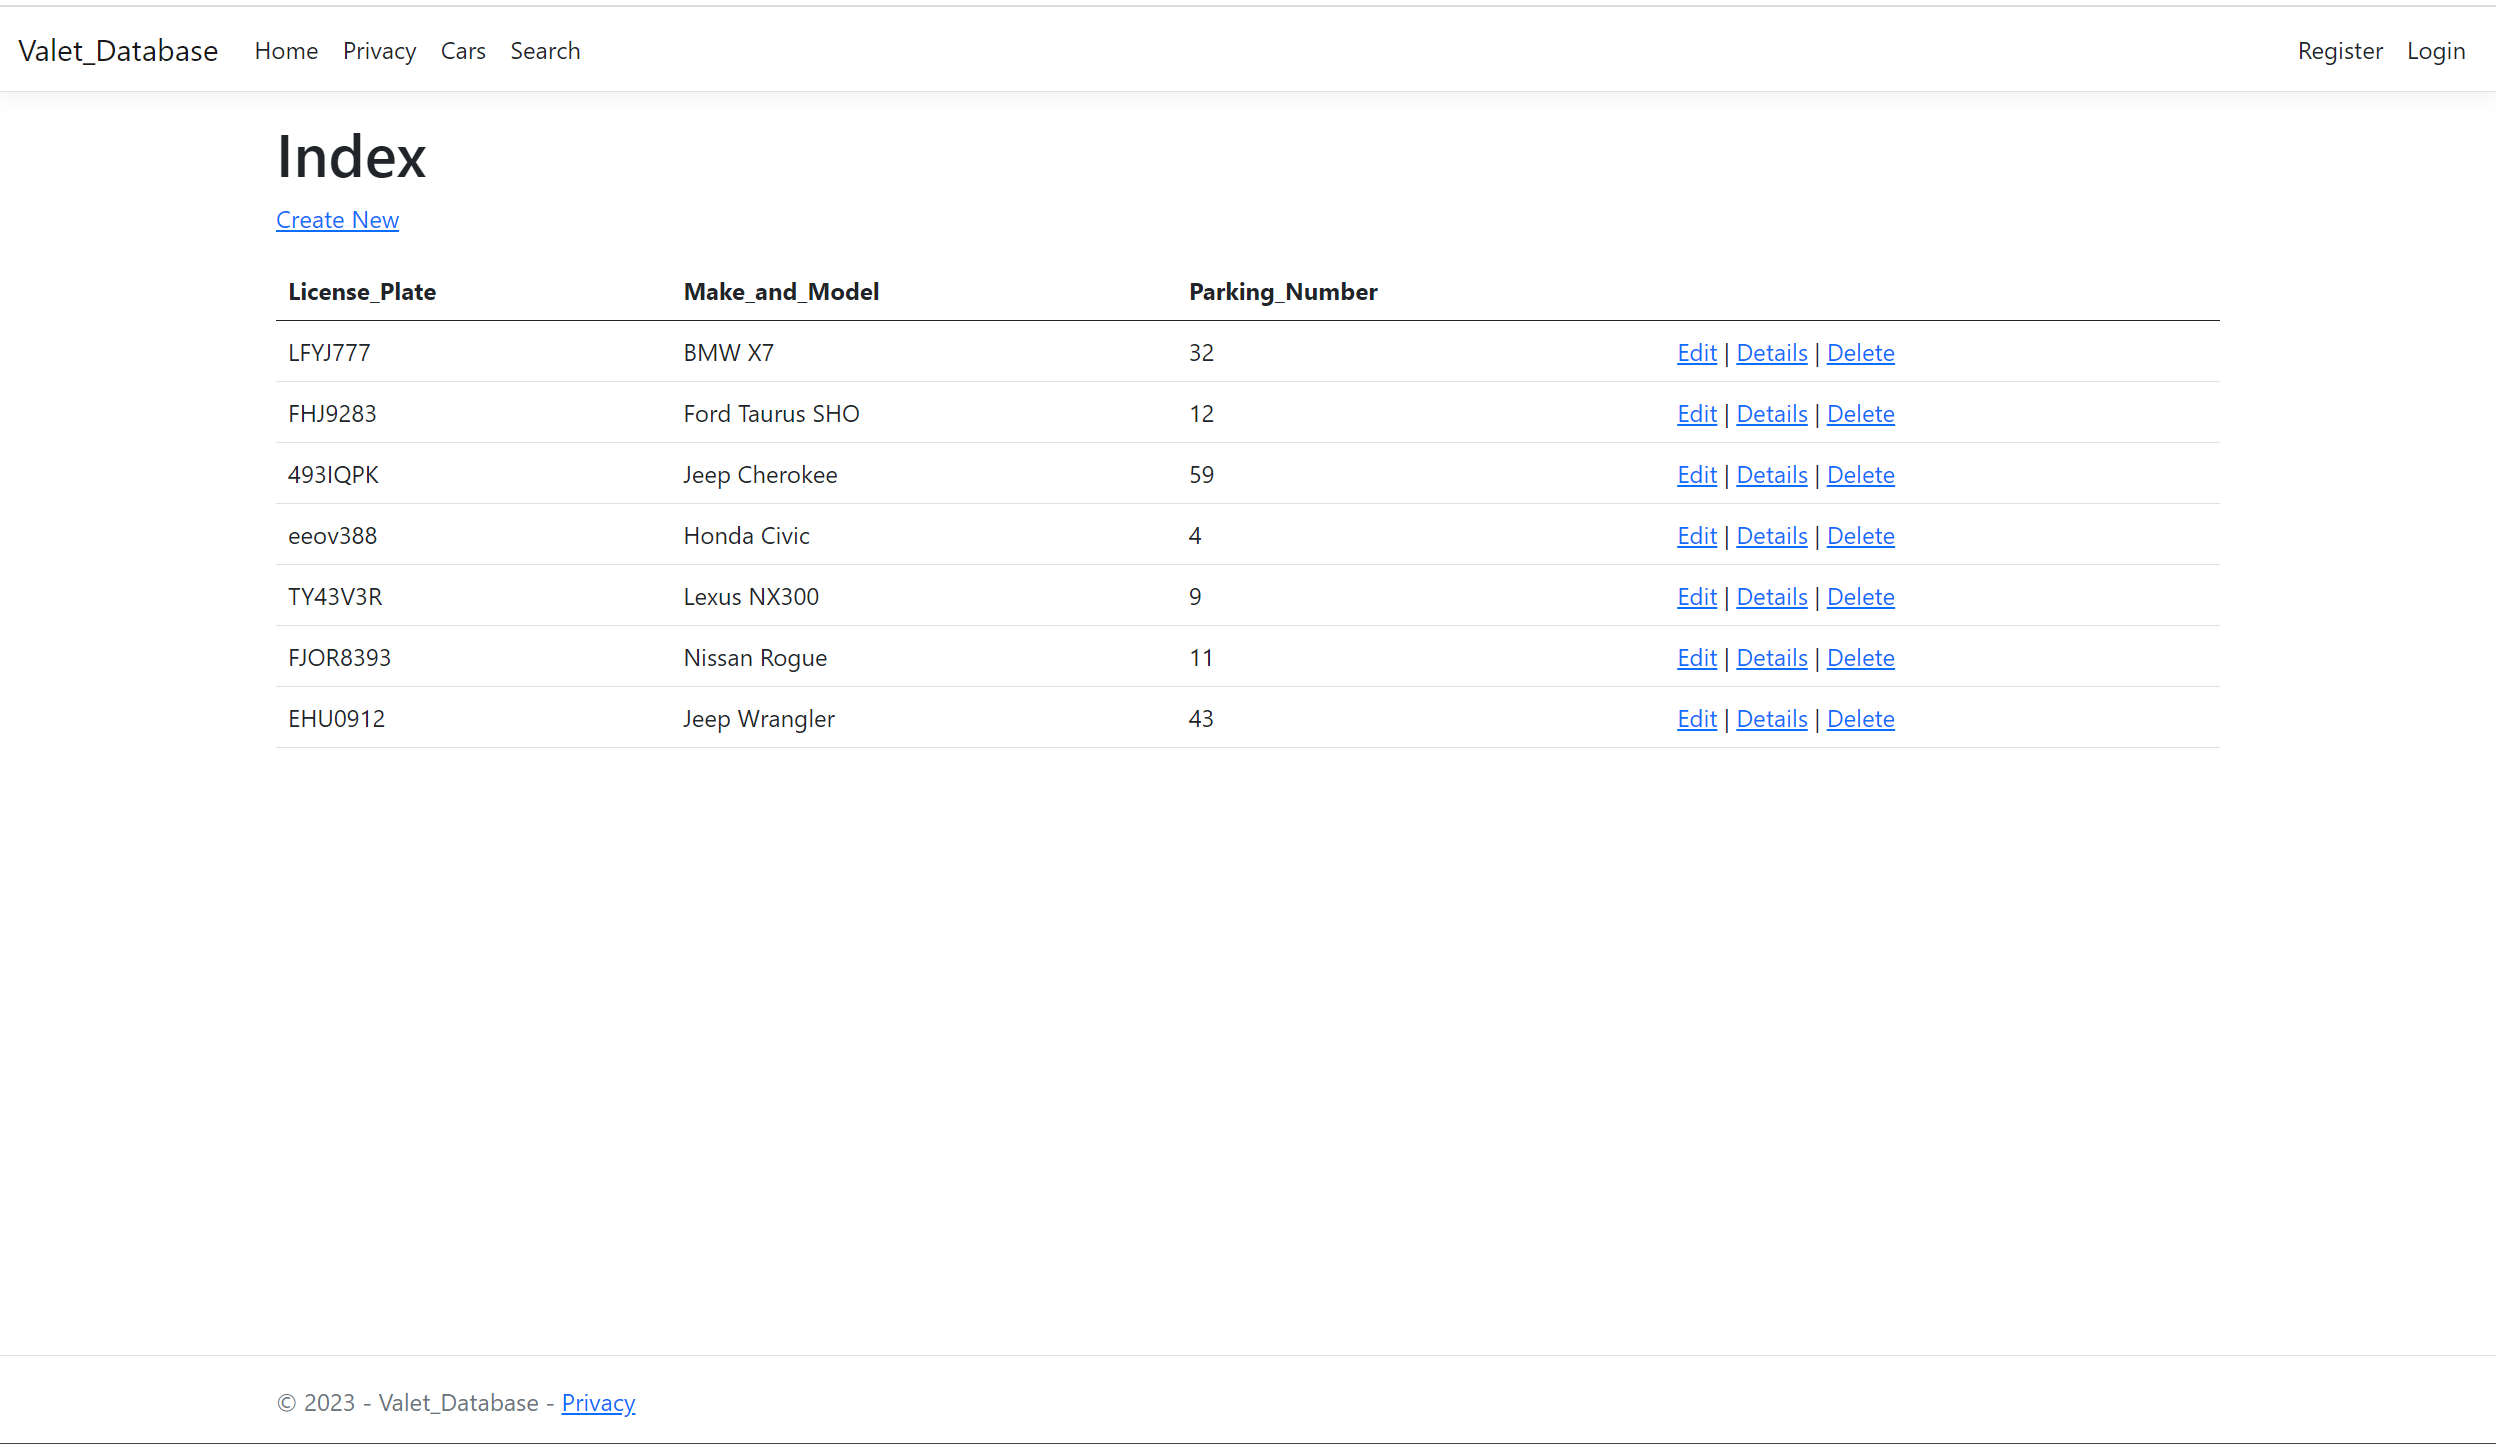 Valet_Database Home Privacy Cars Search Register Login
Index
Create New
License_Plate Make_and_Model Parking_Number
LFYJ777 BMW X7 32 Edit | Details | Delete
FHJ9283 Ford Taurus SHO 12 Edit | Details | Delete
493IQPK Jeep Cherokee 59 Edit | Details | Delete
eeov388 Honda Civic 4 Edit | Details | Delete
TY43V3R Lexus NX300 9 Edit | Details | Delete
FJOR8393 Nissan Rogue 11 Edit | Details | Delete
EHU0912 Jeep Wrangler 43 Edit | Details | Delete
© 2023 - Valet_Database - Privacy